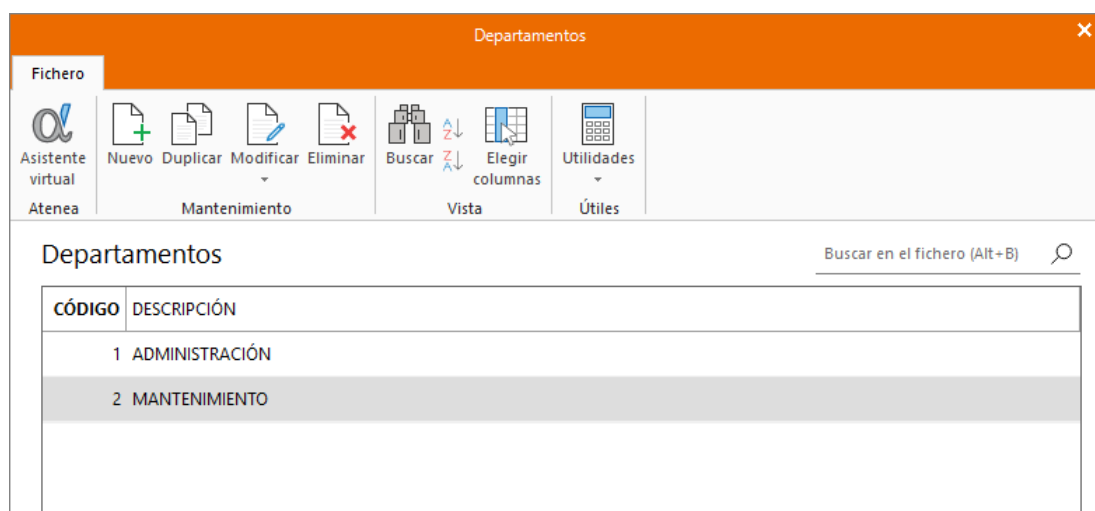 Departamentos
Fichero
Asistente virtual
Nuevo
Duplicar
Modificar
Eliminar
Buscar
Elegir columnas
Utilidades
Atenea
Mantenimiento
Vista
Útiles
Departamentos
Buscar en el fichero (Alt+B)
CÓDIGO DESCRIPCIÓN
1 ADMINISTRACIÓN
2 MANTENIMIENTO